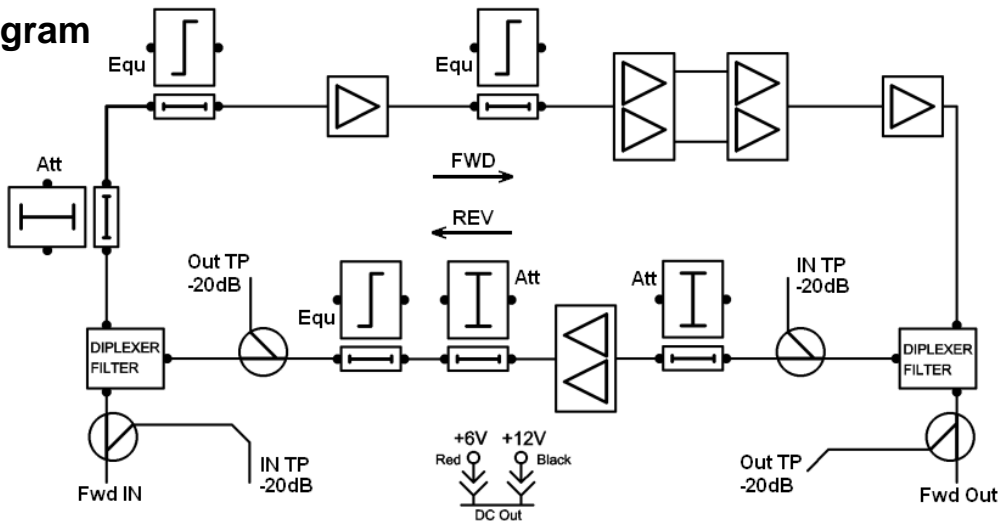 gram
Equ
Equ
Att
FWD
REV
Out TP
-20dB
Equ
Att
Att
IN TP
-20dB
DIPLEXER
FILTER
DIPLEXER
FILTER
+6V
+12V
Red
Black
DC Out
IN TP
-20dB
Fwd IN
Out TP
-20dB
Fwd Out